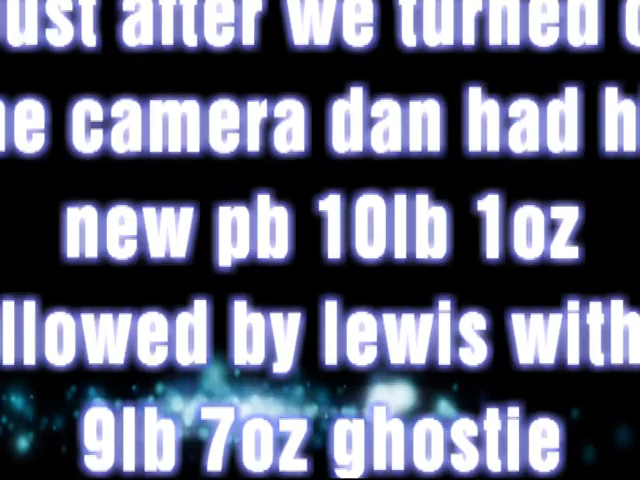 ust after we turned o
he camera dan had h
new pb 10lb 1oz
llowed by lewis with
9lb 7oz ghostie